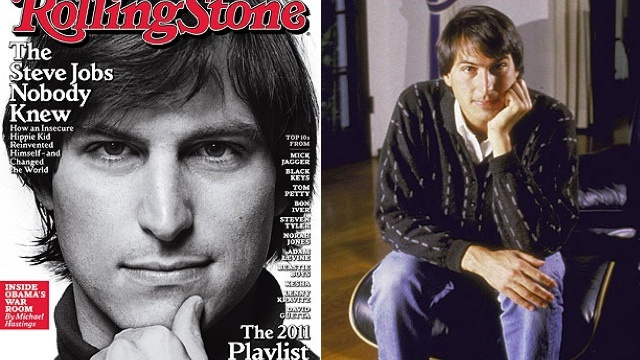 RollingStone
The
Steve Jobs
Nobody
Knew
How an Insecure
Hippie Kid
Reinvented
Himself-and
Changed
the World
TOP 10s
FROM
MICK
JAGGER
BLACK
KEYS
TOM
PETTY
BON
IVER
STEVEN
TYLER
NORAH
JONES
ADAM
LEVINE
BEASTIE
BOYS
KESHA
LENNY
KRAVITZ
DAVID
GUETTA
INSIDE
OBAMA'S
WAR
ROOM
By Michael
Hastings
The 2011
Playlist